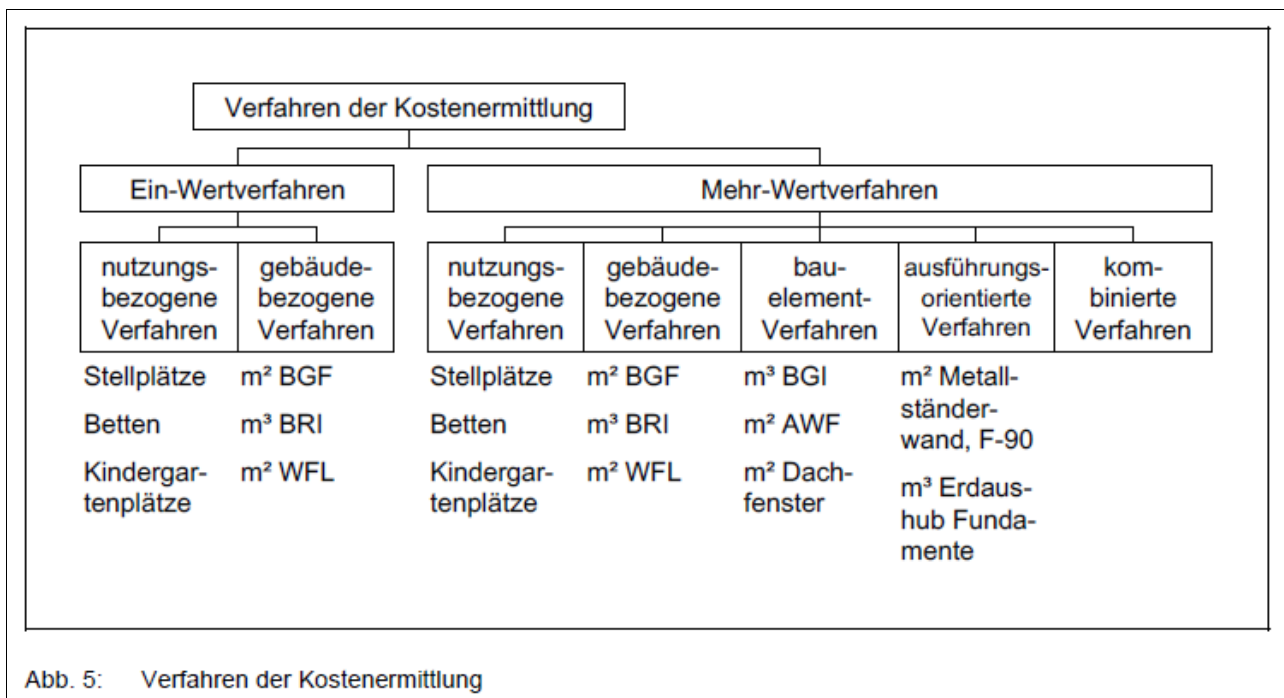 Verfahren der Kostenermittlung
Ein-Wertverfahren
Mehr-Wertverfahren
nutzungs-
bezogene
Verfahren
gebäude-
bezogene
Verfahren
nutzungs-
bezogene
Verfahren
gebäude-
bezogene
Verfahren
bau-
element-
Verfahren
ausführungs-
orientierte
Verfahren
kom-
binierte
Verfahren
Stellplätze
Betten
Kindergar-
tenplätze
m² BGF
m³ BRI
m² WFL
Stellplätze
Betten
Kindergar-
tenplätze
m² BGF
m³ BRI
m² WFL
m³ BGI
m² AWF
m² Dach-
fenster
m² Metall-
ständer-
wand, F-90
m³ Erdaus-
hub Funda-
mente
Abb. 5: Verfahren der Kostenermittlung